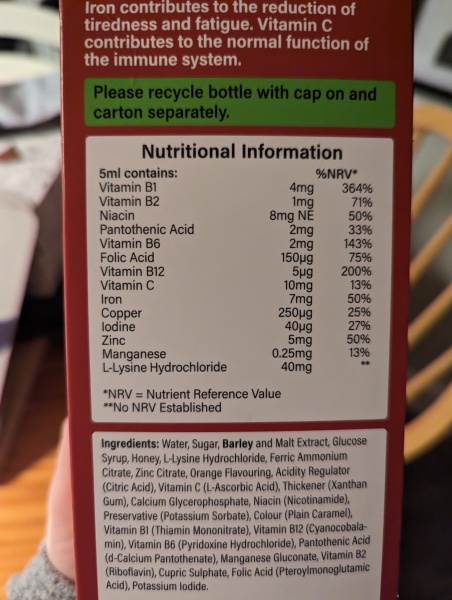 Iron contributes to the reduction of
tiredness and fatigue. Vitamin C
contributes to the normal function of
the immune system.
Please recycle bottle with cap on and
carton separately.
Nutritional Information
5ml contains: %NRV*
Vitamin B1 4mg 364%
Vitamin B2 1mg 71%
Niacin 8mg NE 50%
Pantothenic Acid 2mg 33%
Vitamin B6 2mg 143%
Folic Acid 150µg 75%
Vitamin B12 5µg 200%
Vitamin C 10mg 13%
Iron 7mg 50%
Copper 250µg 25%
Iodine 40µg 27%
Zinc 5mg 50%
Manganese 0.25mg 13%
L-Lysine Hydrochloride 40mg **
*NRV = Nutrient Reference Value
**No NRV Established
Ingredients: Water, Sugar, Barley and Malt Extract, Glucose
Syrup, Honey, L-Lysine Hydrochloride, Ferric Ammonium
Citrate, Zinc Citrate, Orange Flavouring, Acidity Regulator
(Citric Acid), Vitamin C (L-Ascorbic Acid), Thickener (Xanthan
Gum), Calcium Glycerophosphate, Niacin (Nicotinamide),
Preservative (Potassium Sorbate), Colour (Plain Caramel),
Vitamin B1 (Thiamin Mononitrate), Vitamin B12 (Cyanocobala-
min), Vitamin B6 (Pyridoxine Hydrochloride), Pantothenic Acid
(d-Calcium Pantothenate), Manganese Gluconate, Vitamin B2
(Riboflavin), Cupric Sulphate, Folic Acid (Pteroylmonoglutamic
Acid), Potassium Iodide.